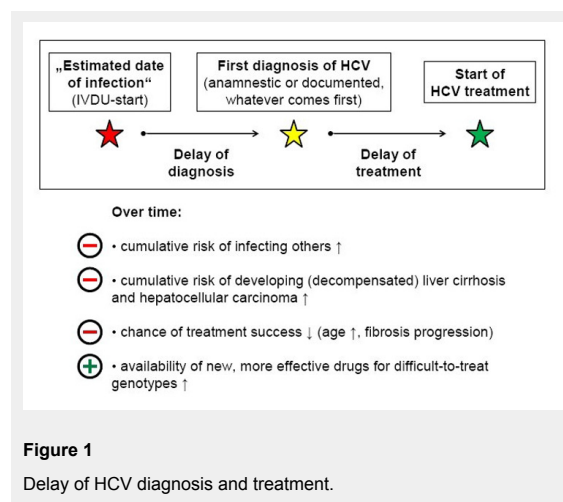 „Estimated date
of infection“
(IVDU-start)
First diagnosis of HCV
(anamnestic or documented,
whatever comes first)
Start of
HCV treatment
Delay of
diagnosis
Delay of
treatment
Over time:
• cumulative risk of infecting others ↑
• cumulative risk of developing (decompensated) liver cirrhosis
and hepatocellular carcinoma ↑
• chance of treatment success ↓ (age ↑, fibrosis progression)
• availability of new, more effective drugs for difficult-to-treat
genotypes ↑
Figure 1
Delay of HCV diagnosis and treatment.